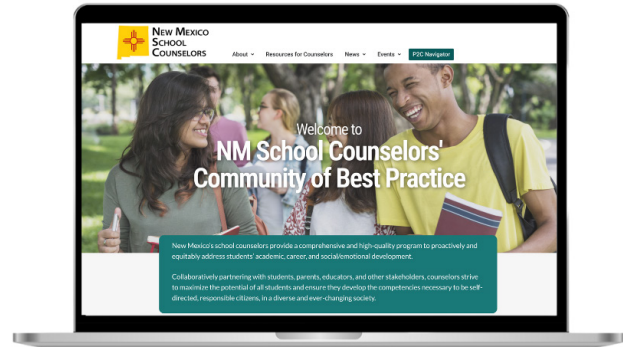 NEW MEXICO
SCHOOL
COUNSELORS
About
Resources for Counselors
News
Events
P2C Navigator
Welcome to
NM School Counselors'
Community of Best Practice
New Mexico's school counselors provide a comprehensive and high-quality program to proactively and
equitably address students' academic, career, and social/emotional development.
Collaboratively partnering with students, parents, educators, and other stakeholders, counselors strive
to maximize the potential of all students and ensure they develop the competencies necessary to be self-
directed, responsible citizens, in a diverse and ever-changing society.